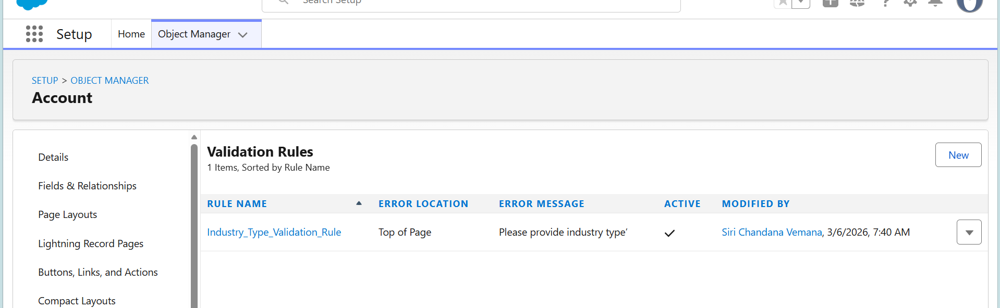 Search Setup
Setup Home Object Manager
SETUP > OBJECT MANAGER
Account
Details
Fields & Relationships
Page Layouts
Lightning Record Pages
Buttons, Links, and Actions
Compact Layouts
Validation Rules
1 Items, Sorted by Rule Name
New
RULE NAME ERROR LOCATION ERROR MESSAGE ACTIVE MODIFIED BY
Industry_Type_Validation_Rule Top of Page Please provide industry type’ Siri Chandana Vemana, 3/6/2026, 7:40 AM